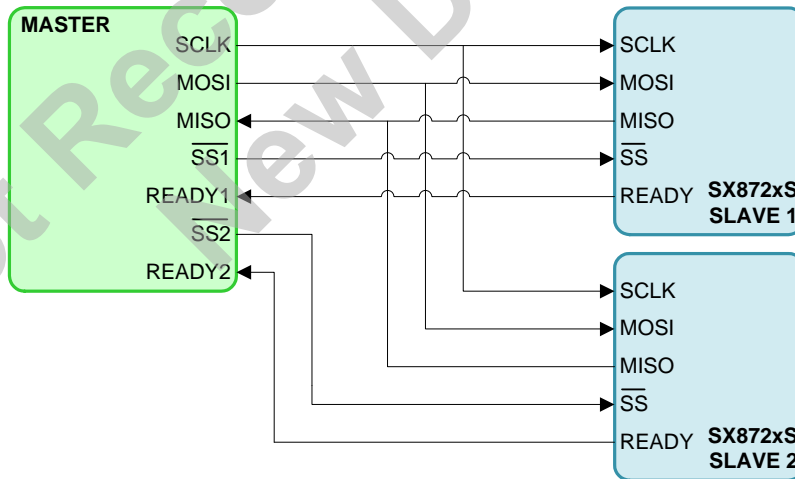 MASTER
SCLK
MOSI
MISO
SS1
READY1
SS2
READY2
SCLK
MOSI
MISO
SS
READY
SX872xS
SLAVE 1
SCLK
MOSI
MISO
SS
READY
SX872xS
SLAVE 2
New